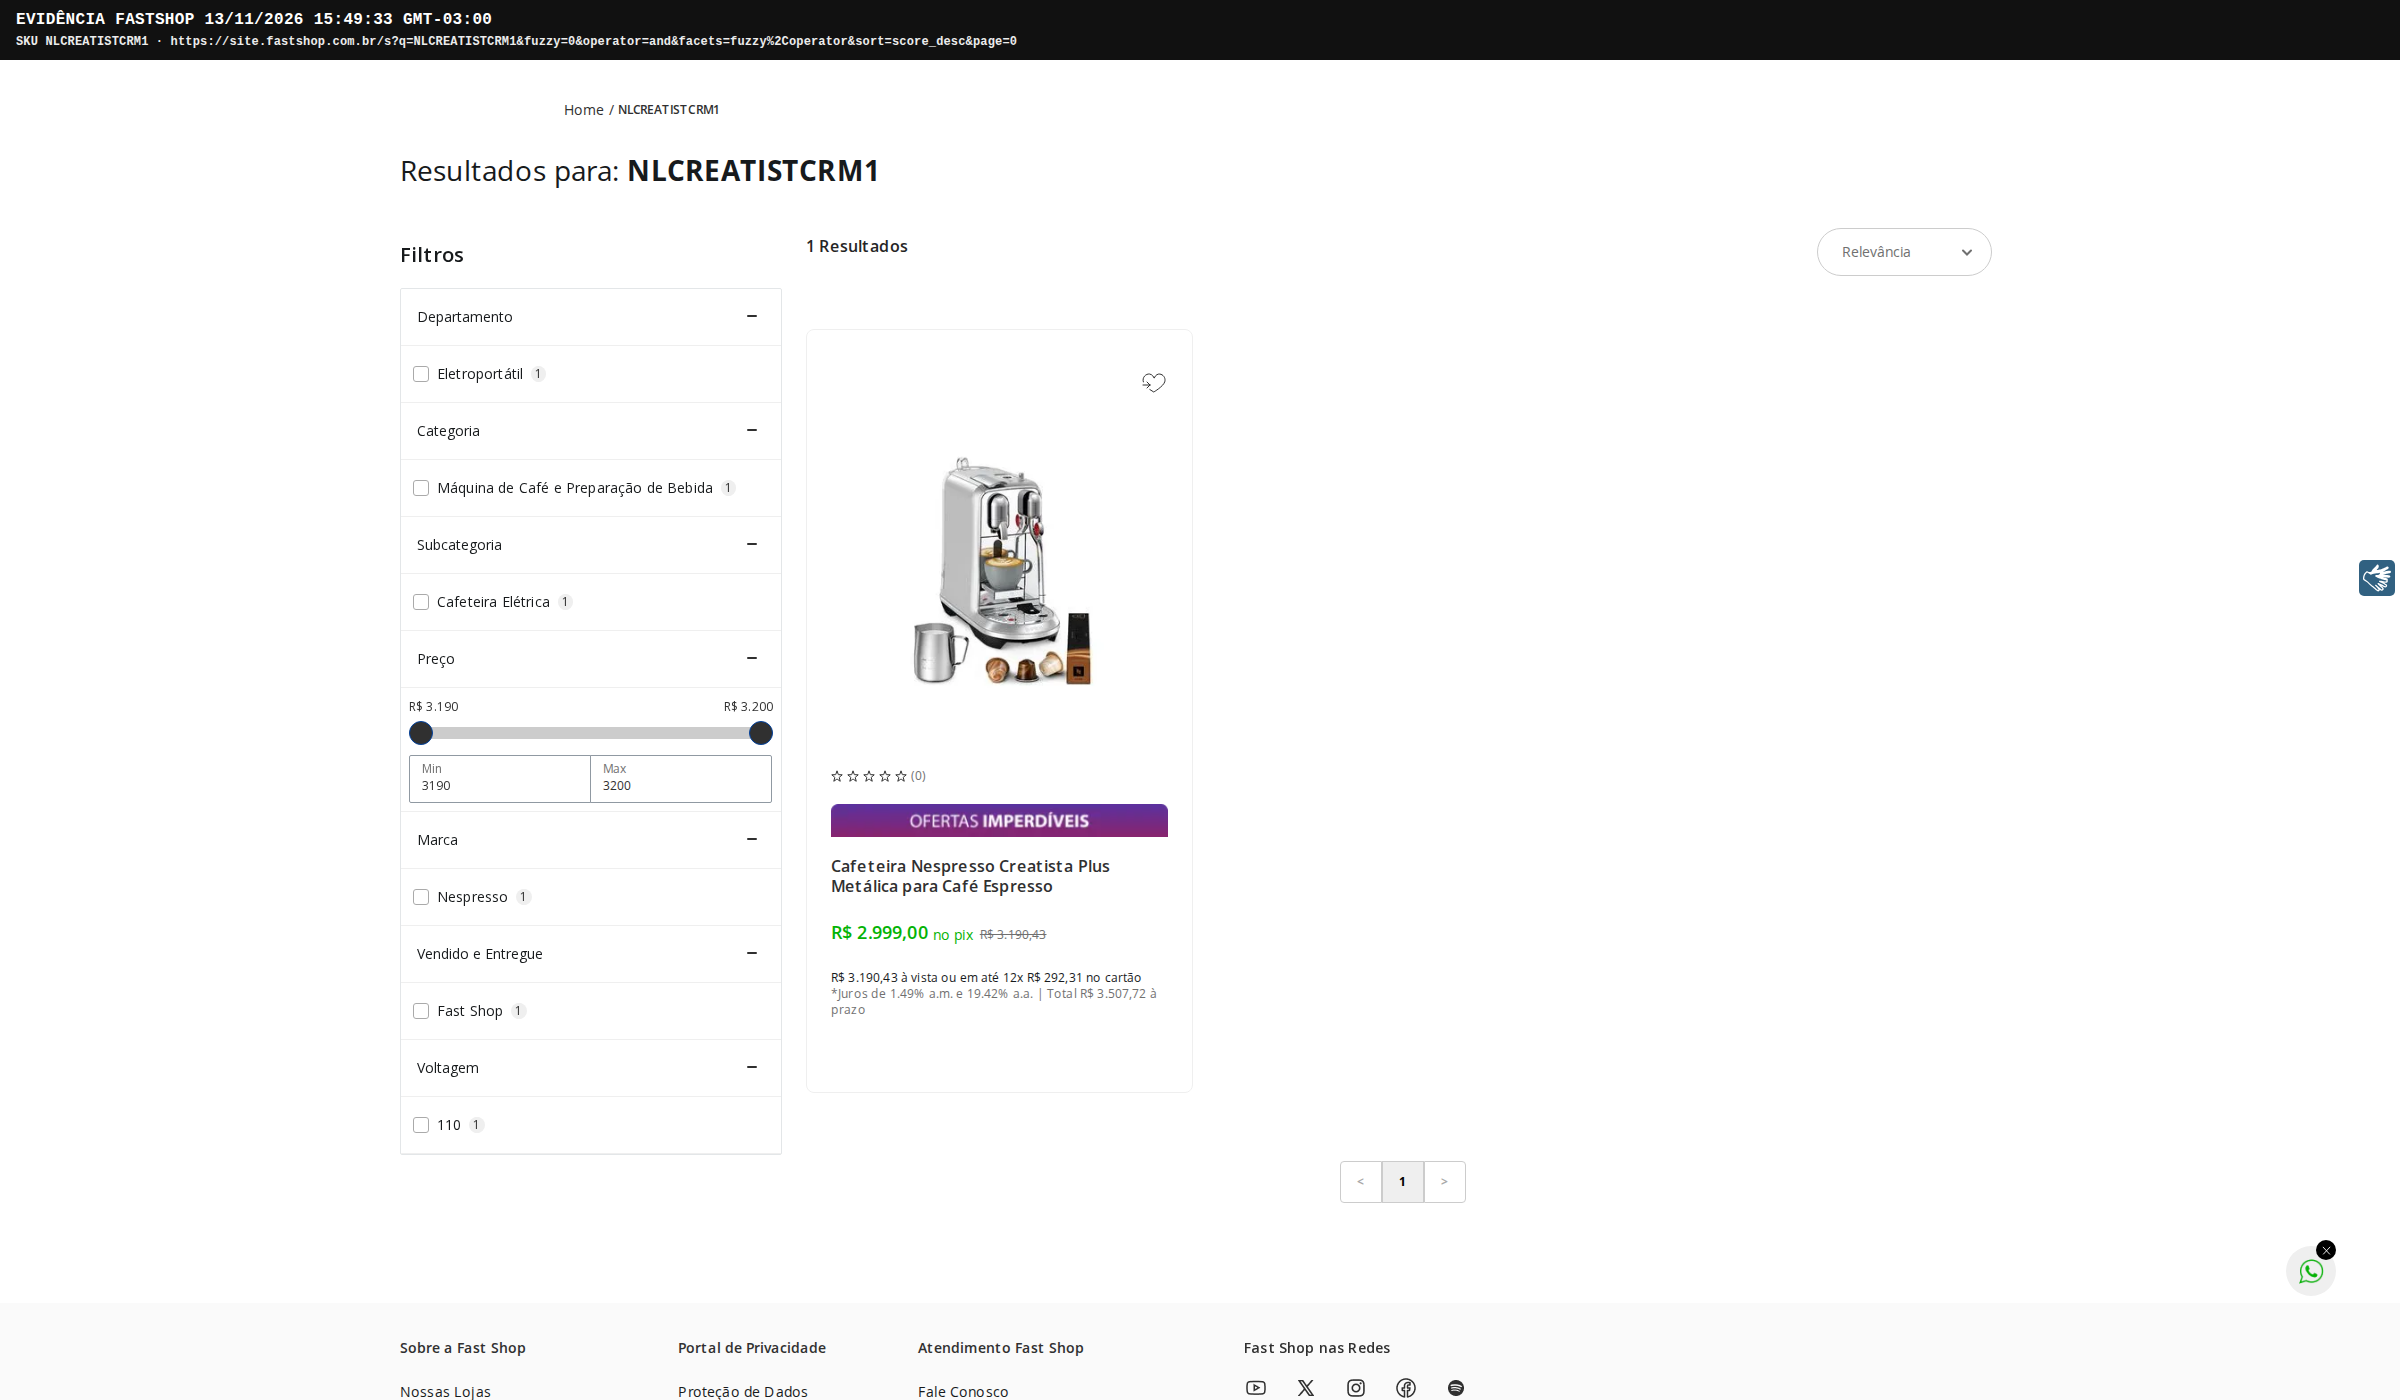 EVIDÊNCIA FASTSHOP 13/11/2026 15:49:33 GMT-03:00
SKU NLCREATISTCRM1 · https://site.fastshop.com.br/s?q=NLCREATISTCRM1&fuzzy=0&operator=and&facets=fuzzy%2Coperator&sort=score_desc&page=0
Home / NLCREATISTCRM1
Resultados para: NLCREATISTCRM1
Filtros
1 Resultados
Relevância
Departamento
Eletroportátil 1
Categoria
Máquina de Café e Preparação de Bebida 1
Subcategoria
Cafeteira Elétrica 1
Preço
R$ 3.190
R$ 3.200
Min
3190
Max
3200
Marca
Nespresso 1
Vendido e Entregue
Fast Shop 1
Voltagem
110 1
(0)
OFERTAS IMPERDÍVEIS
Cafeteira Nespresso Creatista Plus
Metálica para Café Espresso
R$ 2.999,00 no pix R$ 3.190,43
R$ 3.190,43 à vista ou em até 12x R$ 292,31 no cartão
*Juros de 1.49% a.m. e 19.42% a.a. | Total R$ 3.507,72 à
prazo
< 1 >
Sobre a Fast Shop
Portal de Privacidade
Atendimento Fast Shop
Fast Shop nas Redes
Nossas Lojas
Proteção de Dados
Fale Conosco